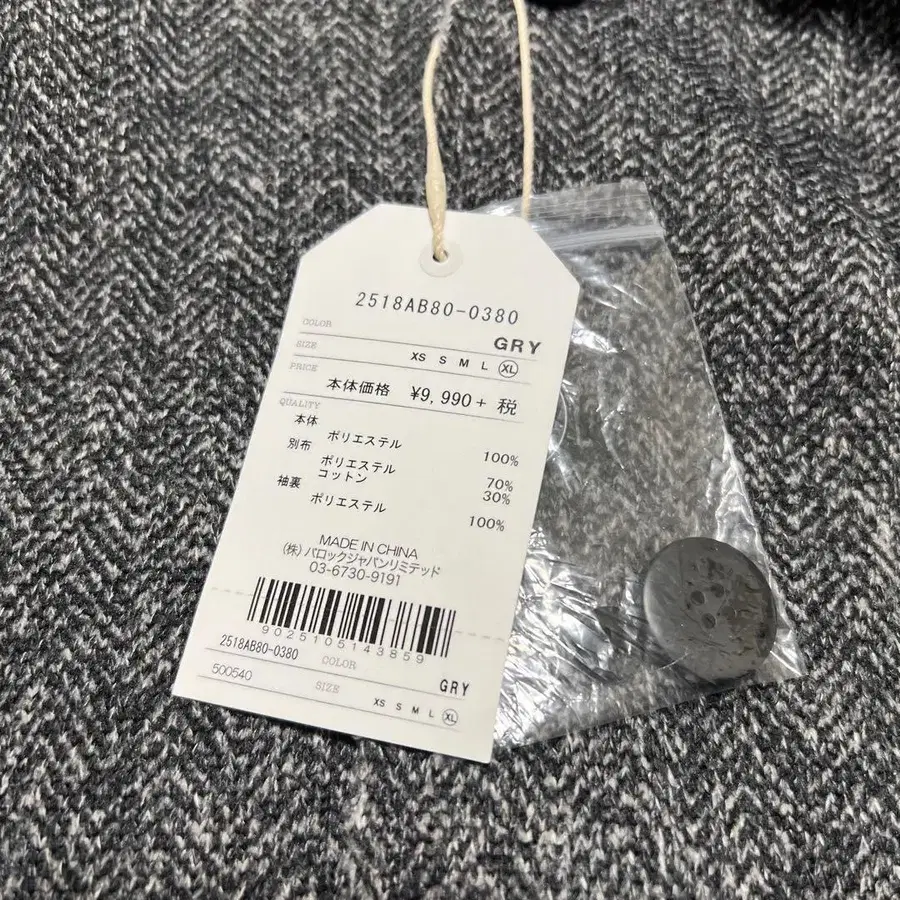 2518AB80-0380
COLOR GRY
SIZE XS S M L XL
PRICE 本体価格 ¥9,990+ 税
QUALITY
本体 ポリエステル 100%
別布 ポリエステル 70%
コットン 30%
袖裏 ポリエステル 100%
MADE IN CHINA
(株)バロックジャパンリミテッド
03-6730-9191
9025105143859
2518AB80-0380 COLOR GRY
500540 SIZE XS S M L XL